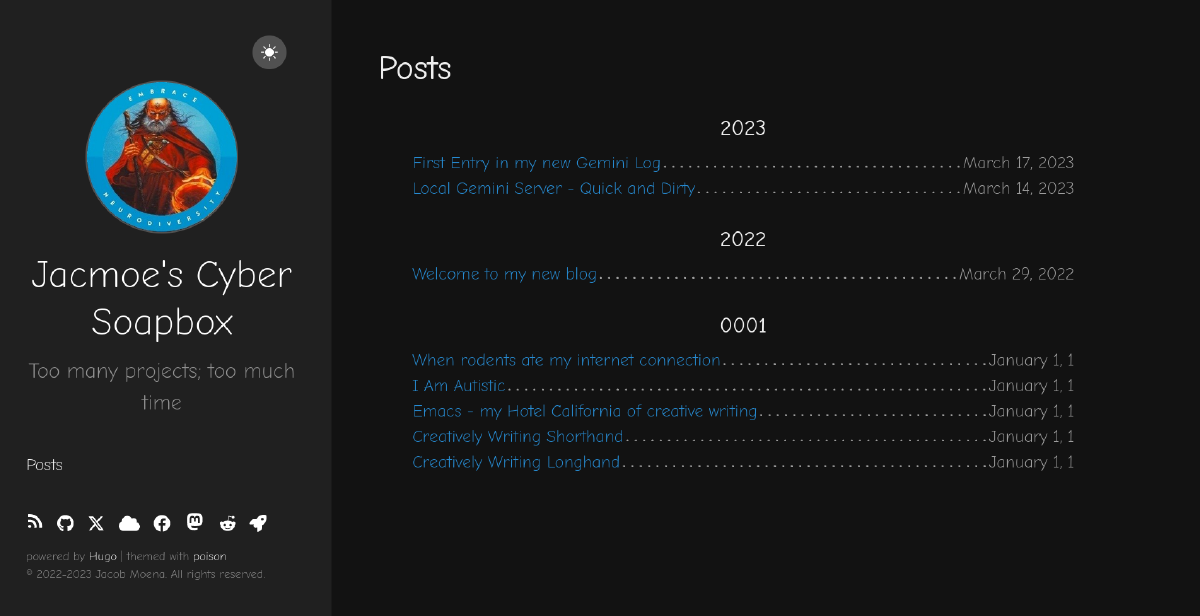 EMBRACE
NEURODIVERSITY
Jacmoe's Cyber
Soapbox
Too many projects; too much
time
Posts
powered by Hugo | themed with poison
© 2022-2023 Jacob Moena. All rights reserved.
Posts
2023
First Entry in my new Gemini Log March 17, 2023
Local Gemini Server - Quick and Dirty March 14, 2023
2022
Welcome to my new blog March 29, 2022
0001
When rodents ate my internet connection January 1, 1
I Am Autistic January 1, 1
Emacs - my Hotel California of creative writing January 1, 1
Creatively Writing Shorthand January 1, 1
Creatively Writing Longhand January 1, 1